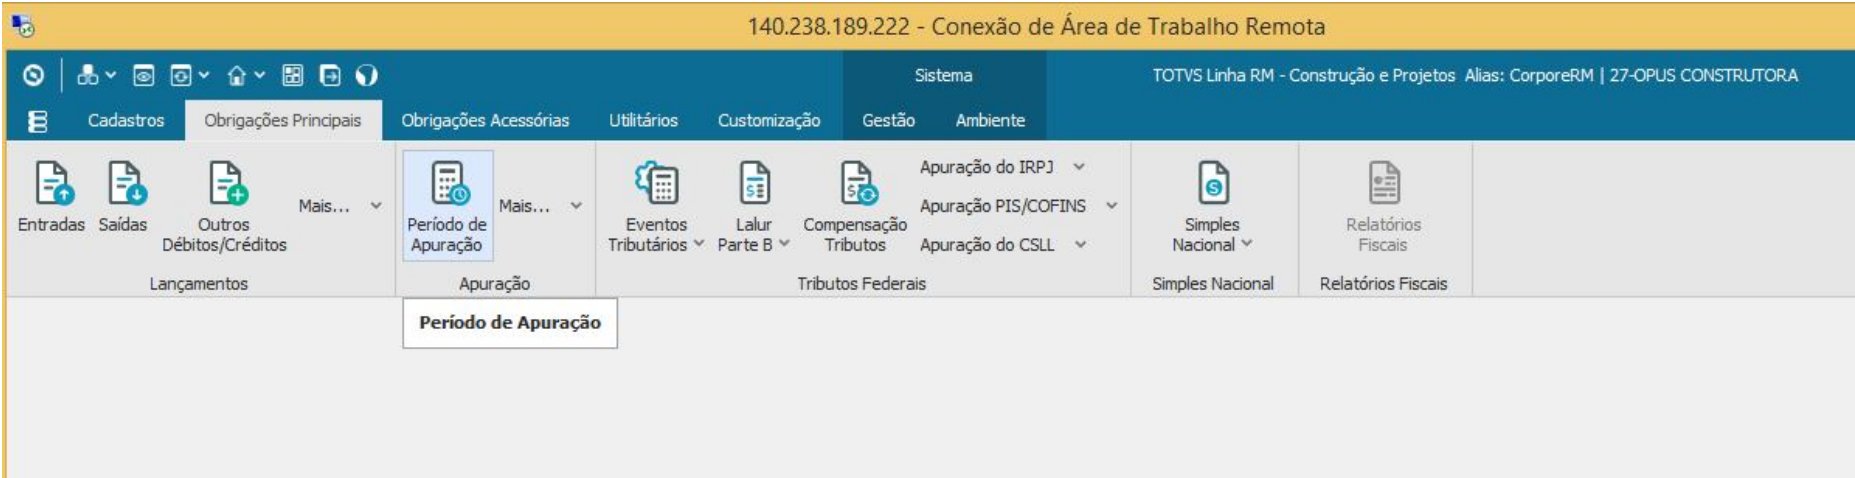 140.238.189.222 - Conexão de Área de Trabalho Remota
Sistema
TOTVS Linha RM - Construção e Projetos Alias: CorporeRM | 27-OPUS CONSTRUTORA
Cadastros
Obrigações Principais
Obrigações Acessórias
Utilitários
Customização
Gestão
Ambiente
Entradas
Saídas
Outros
Débitos/Créditos
Mais...
Lançamentos
Período de
Apuração
Mais...
Apuração
Eventos
Tributários
Lalur
Parte B
Compensação
Tributos
Apuração do IRPJ
Apuração PIS/COFINS
Apuração do CSLL
Tributos Federais
Simples
Nacional
Simples Nacional
Relatórios
Fiscais
Relatórios Fiscais
Período de Apuração